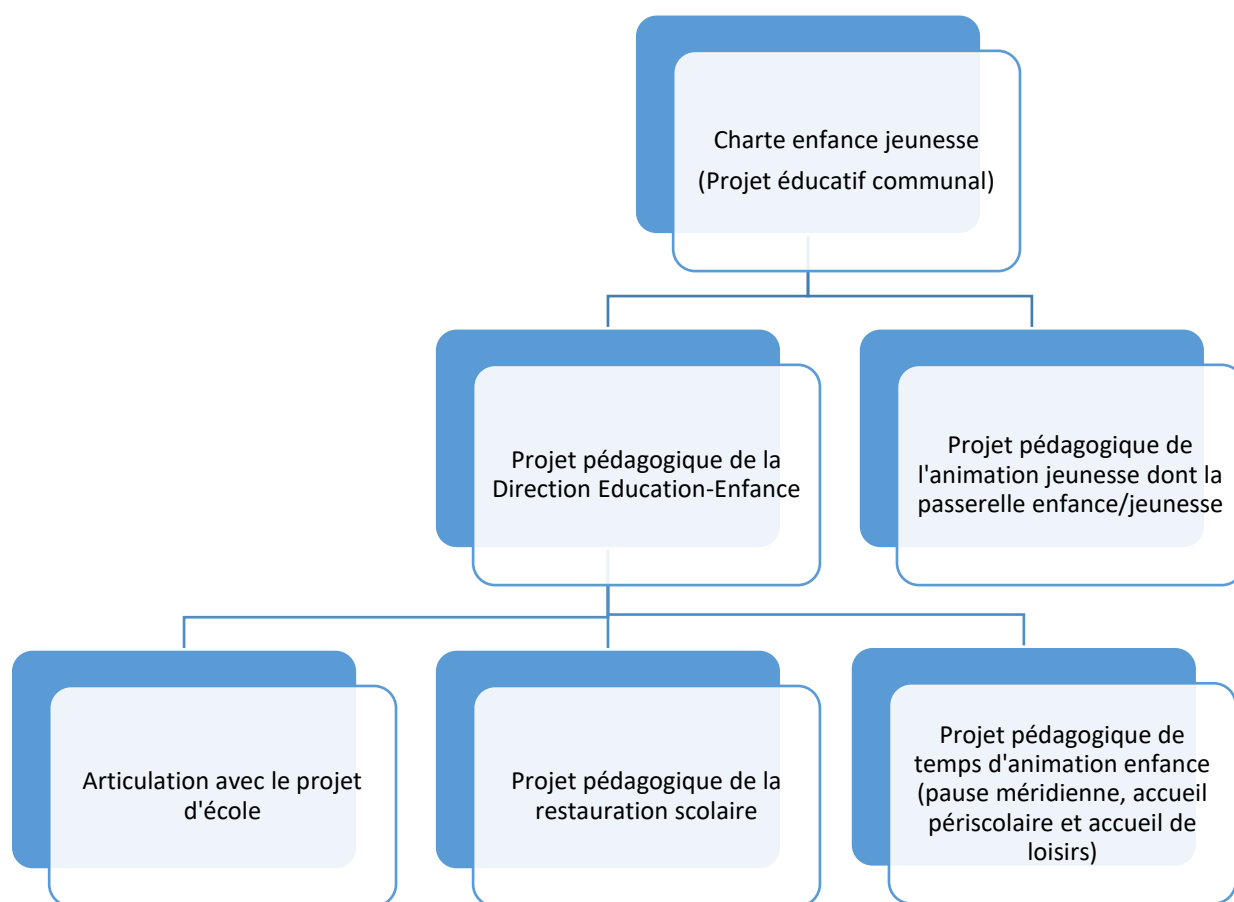 Charte enfance jeunesse
(Projet éducatif communal)
Projet pédagogique de la
Direction Education-Enfance
Projet pédagogique de
l'animation jeunesse dont la
passerelle enfance/jeunesse
Articulation avec le projet
d'école
Projet pédagogique de la
restauration scolaire
Projet pédagogique de
temps d'animation enfance
(pause méridienne, accueil
périscolaire et accueil de
loisirs)